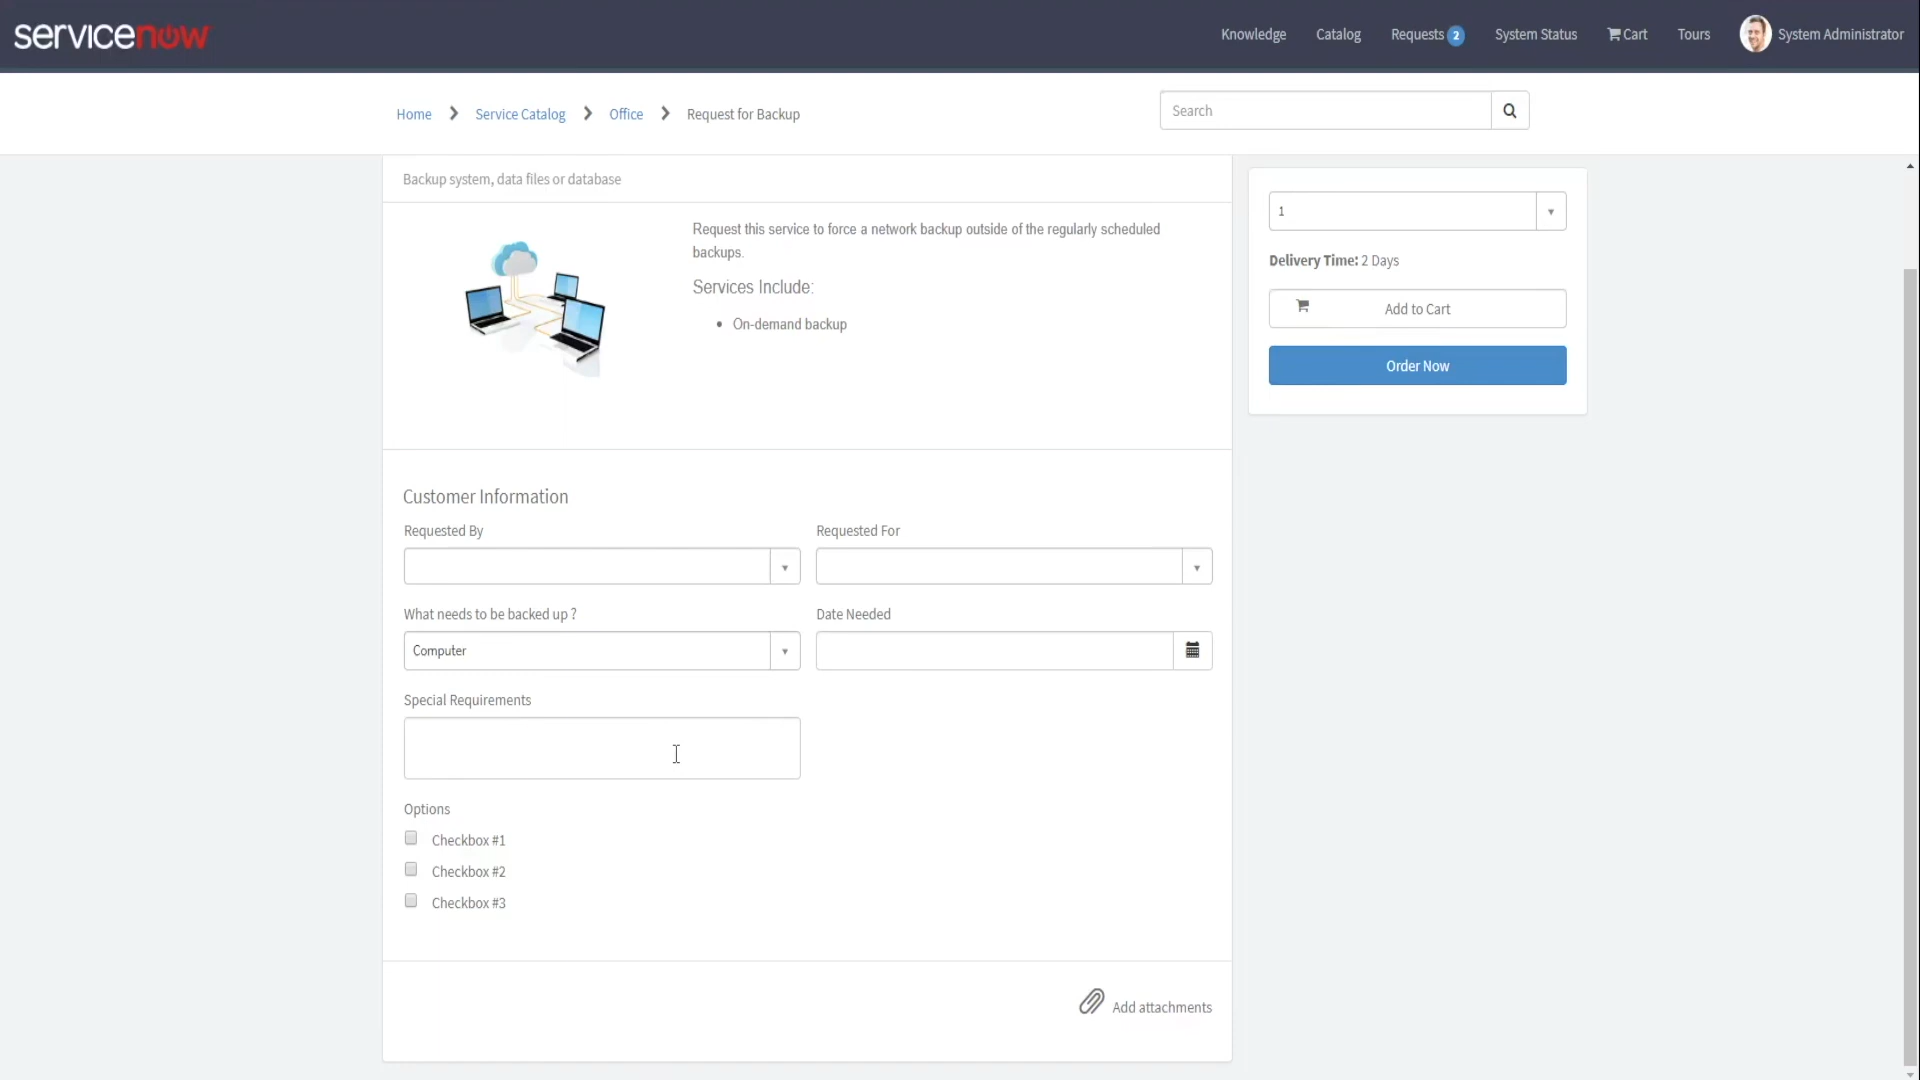 servicenow
Knowledge
Catalog
Requests 2
System Status
Cart
Tours
System Administrator
Home
Service Catalog
Office
Request for Backup
Search
Backup system, data files or database
Request this service to force a network backup outside of the regularly scheduled
backups.
Services Include:
On-demand backup
1
Delivery Time: 2 Days
Add to Cart
Order Now
Customer Information
Requested By
Requested For
What needs to be backed up ?
Date Needed
Computer
Special Requirements
Options
Checkbox #1
Checkbox #2
Checkbox #3
Add attachments